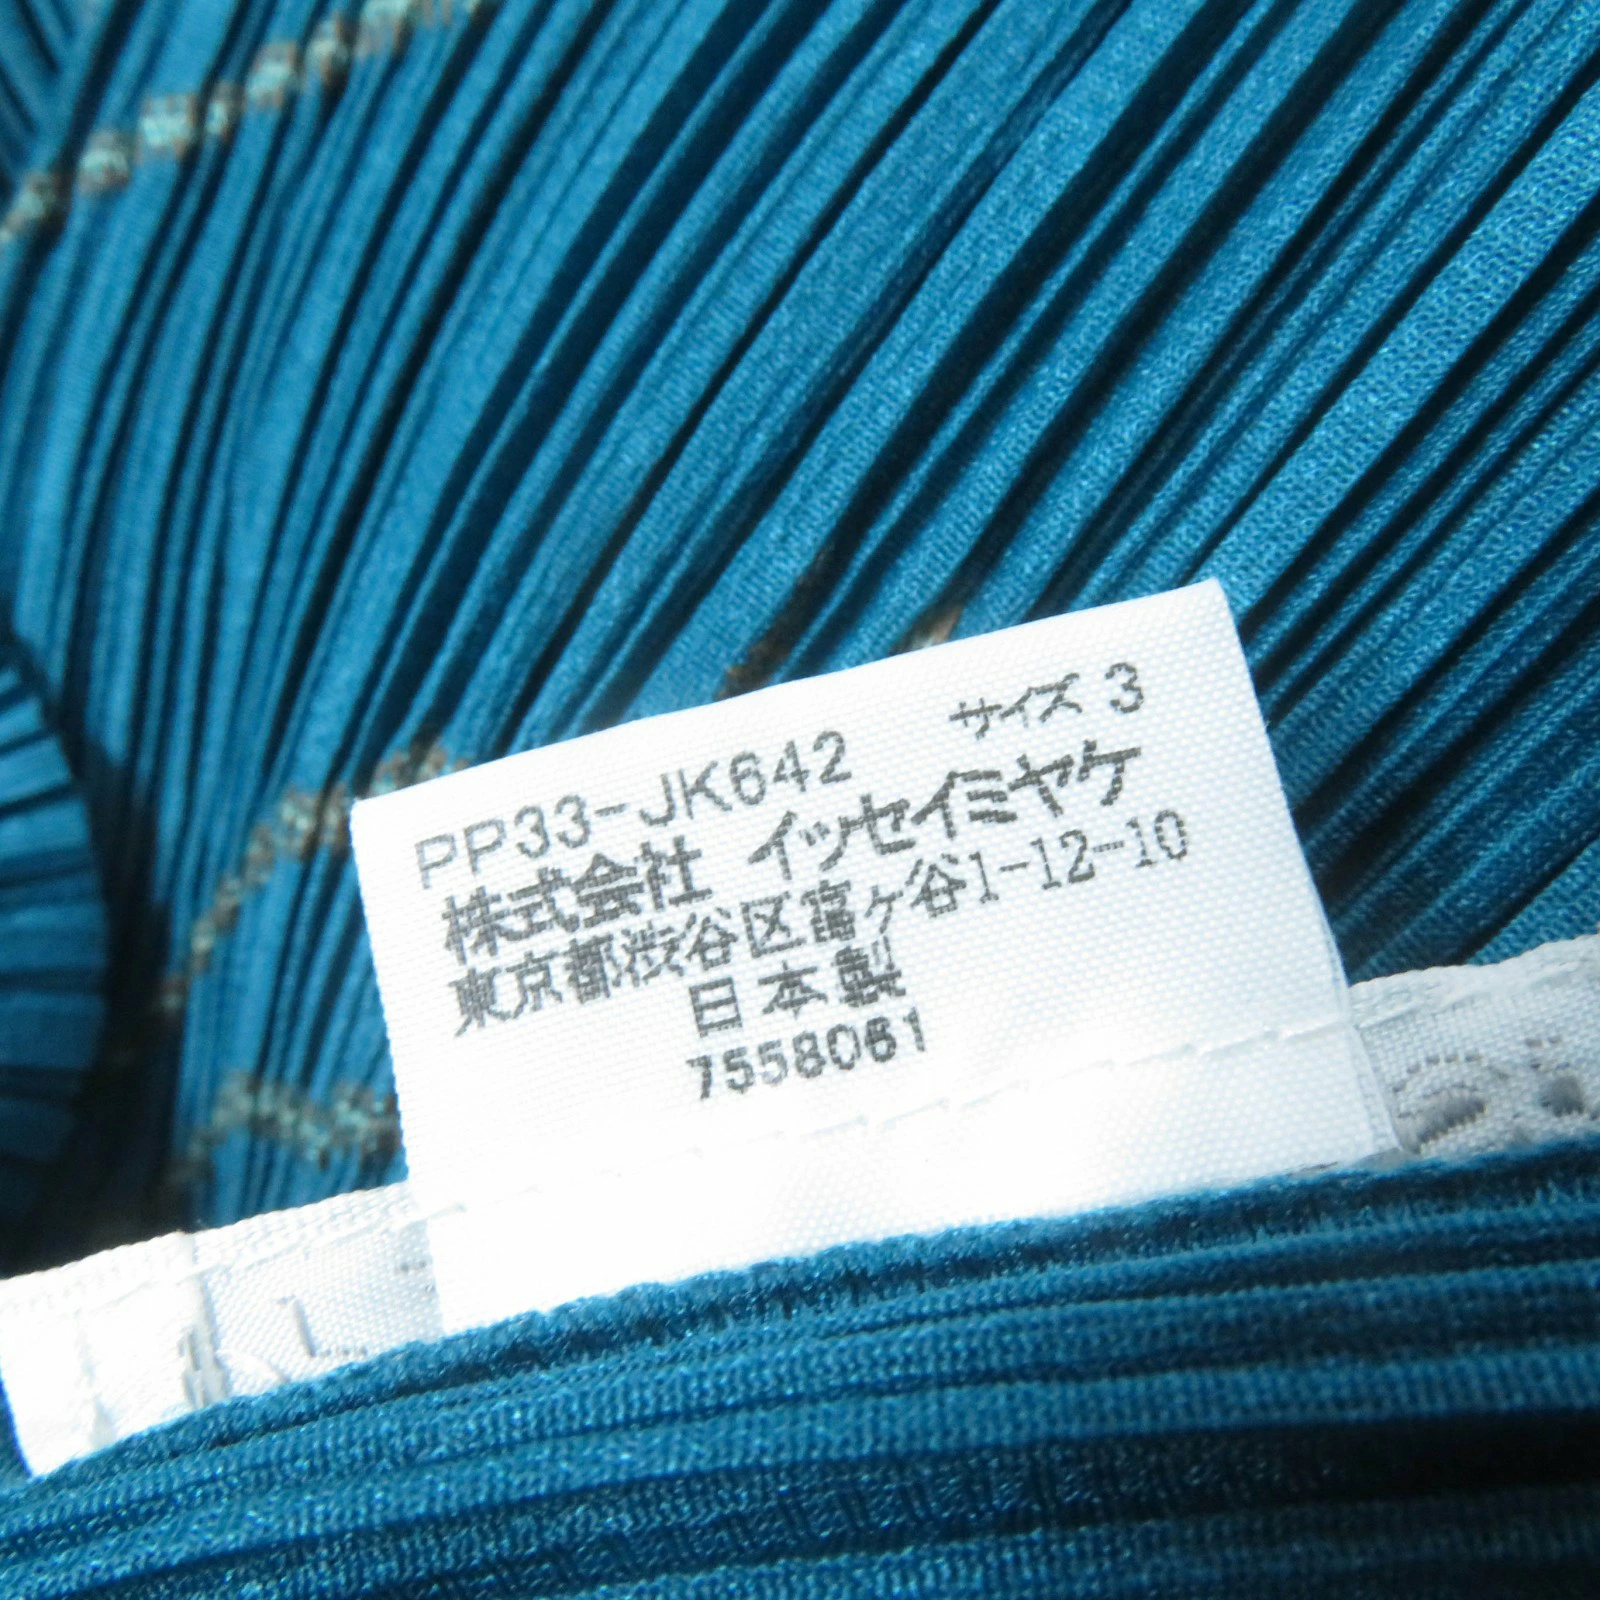 サイズ 3
PP33-JK642
株式会社 イッセイミヤケ
東京都渋谷区富ヶ谷1-12-10
日本製
7558061